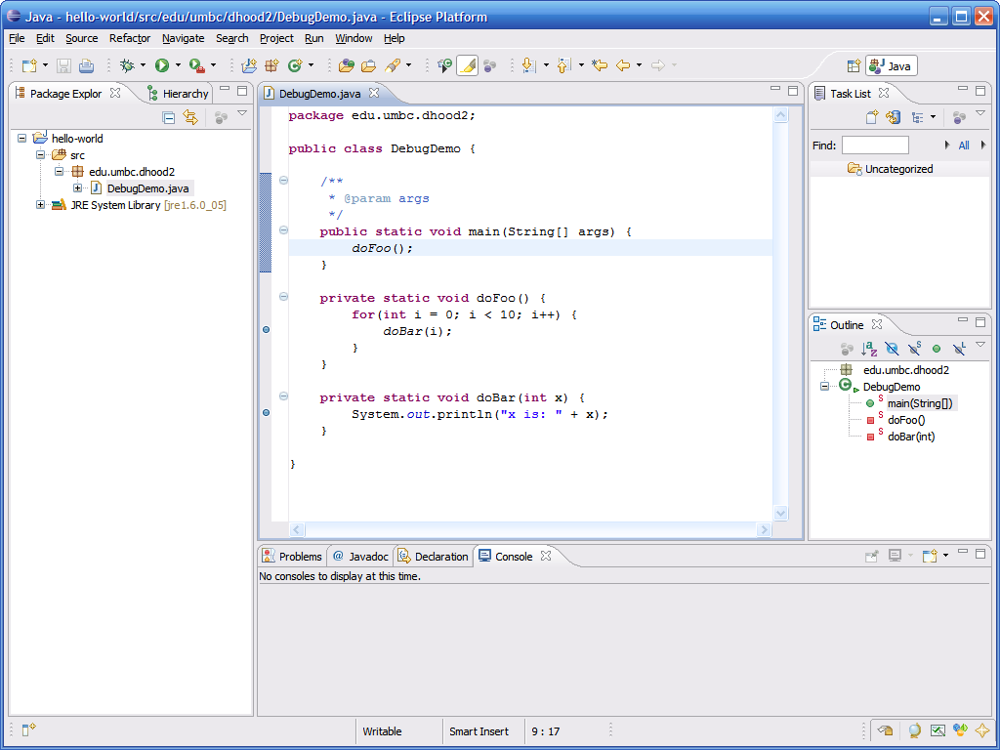 Java - hello-world/src/edu/umbc/dhood2/DebugDemo.java - Eclipse Platform
File Edit Source Refactor Navigate Search Project Run Window Help
Java
Package Explor
Hierarchy
hello-world
src
edu.umbc.dhood2
DebugDemo.java
JRE System Library [jre1.6.0_05]
DebugDemo.java
package edu.umbc.dhood2;
public class DebugDemo {
/**
* @param args
*/
public static void main(String[] args) {
doFoo();
}
private static void doFoo() {
for(int i = 0; i < 10; i++) {
doBar(i);
}
}
private static void doBar(int x) {
System.out.println("x is: " + x);
}
}
Task List
Find:
All
Uncategorized
Outline
edu.umbc.dhood2
DebugDemo
main(String[])
doFoo()
doBar(int)
Problems
Javadoc
Declaration
Console
No consoles to display at this time.
Writable
Smart Insert
9 : 17